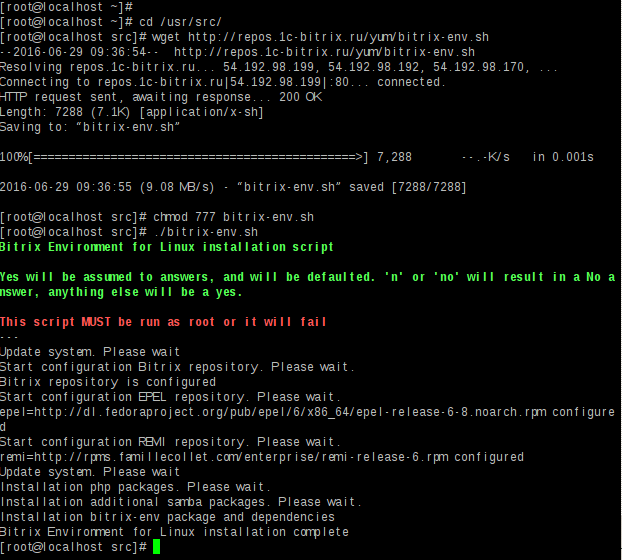 [root@localhost ~]#
[root@localhost ~]# cd /usr/src/
[root@localhost src]# wget http://repos.1c-bitrix.ru/yum/bitrix-env.sh
--2016-06-29 09:36:54-- http://repos.1c-bitrix.ru/yum/bitrix-env.sh
Resolving repos.1c-bitrix.ru... 54.192.98.199, 54.192.98.192, 54.192.98.170, ...
Connecting to repos.1c-bitrix.ru|54.192.98.199|:80... connected.
HTTP request sent, awaiting response... 200 OK
Length: 7288 (7.1K) [application/x-sh]
Saving to: “bitrix-env.sh”
100%[==============================================>] 7,288 --.-K/s in 0.001s
2016-06-29 09:36:55 (9.08 MB/s) - “bitrix-env.sh” saved [7288/7288]
[root@localhost src]# chmod 777 bitrix-env.sh
[root@localhost src]# ./bitrix-env.sh
Bitrix Environment for Linux installation script
Yes will be assumed to answers, and will be defaulted. 'n' or 'no' will result in a No a
nswer, anything else will be a yes.
This script MUST be run as root or it will fail
---
Update system. Please wait
Start configuration Bitrix repository. Please wait.
Bitrix repository is configured
Start configuration EPEL repository. Please wait.
epel=http://dl.fedoraproject.org/pub/epel/6/x86_64/epel-release-6-8.noarch.rpm configure
d
Start configuration REMI repository. Please wait.
remi=http://rpms.famillecollet.com/enterprise/remi-release-6.rpm configured
Update system. Please wait
Installation php packages. Please wait.
Installation additional samba packages. Please wait.
Installation bitrix-env package and dependencies
Bitrix Environment for Linux installation complete
[root@localhost src]#